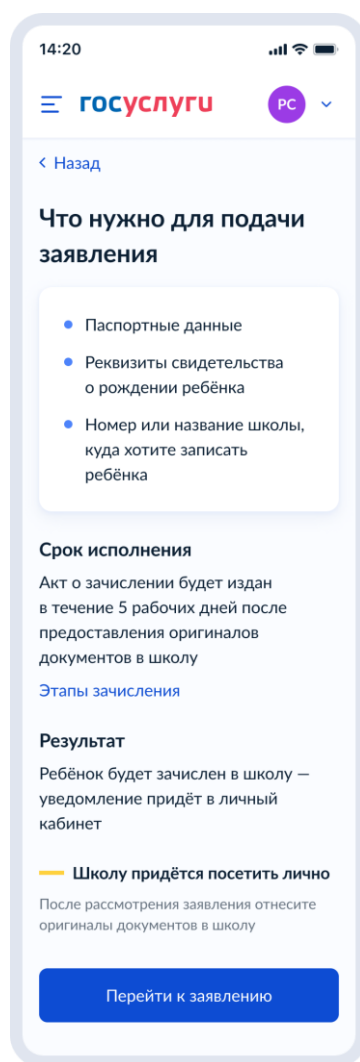 14:20
госуслуги
РС
Назад
Что нужно для подачи
заявления
Паспортные данные
Реквизиты свидетельства
о рождении ребёнка
Номер или название школы,
куда хотите записать
ребёнка
Срок исполнения
Акт о зачислении будет издан
в течение 5 рабочих дней после
предоставления оригиналов
документов в школу
Этапы зачисления
Результат
Ребёнок будет зачислен в школу —
уведомление придёт в личный
кабинет
Школу придётся посетить лично
После рассмотрения заявления отнесите
оригиналы документов в школу
Перейти к заявлению